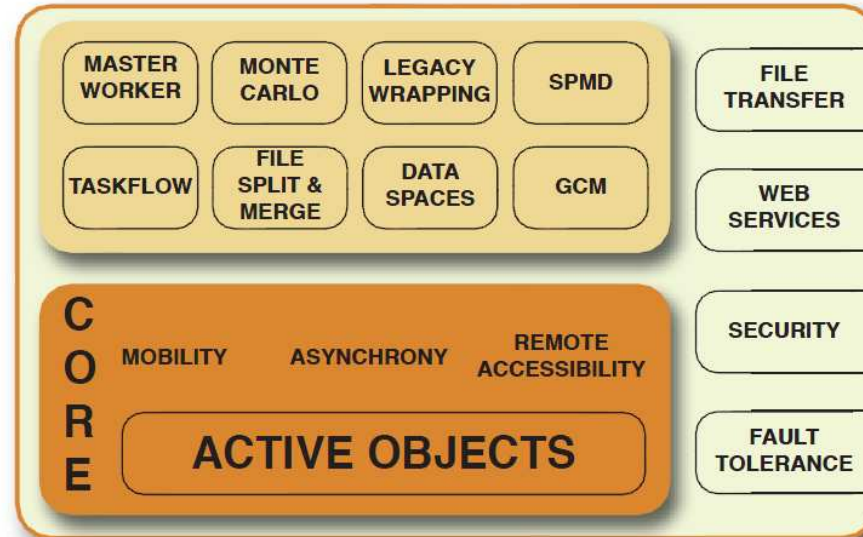 MASTER
WORKER
MONTE
CARLO
LEGACY
WRAPPING
SPMD
TASKFLOW
FILE
SPLIT &
MERGE
DATA
SPACES
GCM
FILE
TRANSFER
WEB
SERVICES
SECURITY
FAULT
TOLERANCE
CORE
MOBILITY
ASYNCHRONY
REMOTE
ACCESSIBILITY
ACTIVE OBJECTS